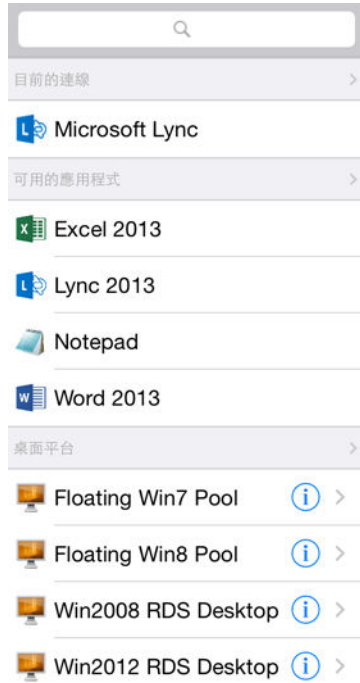 目前的連線
Microsoft Lync
可用的應用程式
Excel 2013
Lync 2013
Notepad
Word 2013
桌面平台
Floating Win7 Pool
Floating Win8 Pool
Win2008 RDS Desktop
Win2012 RDS Desktop